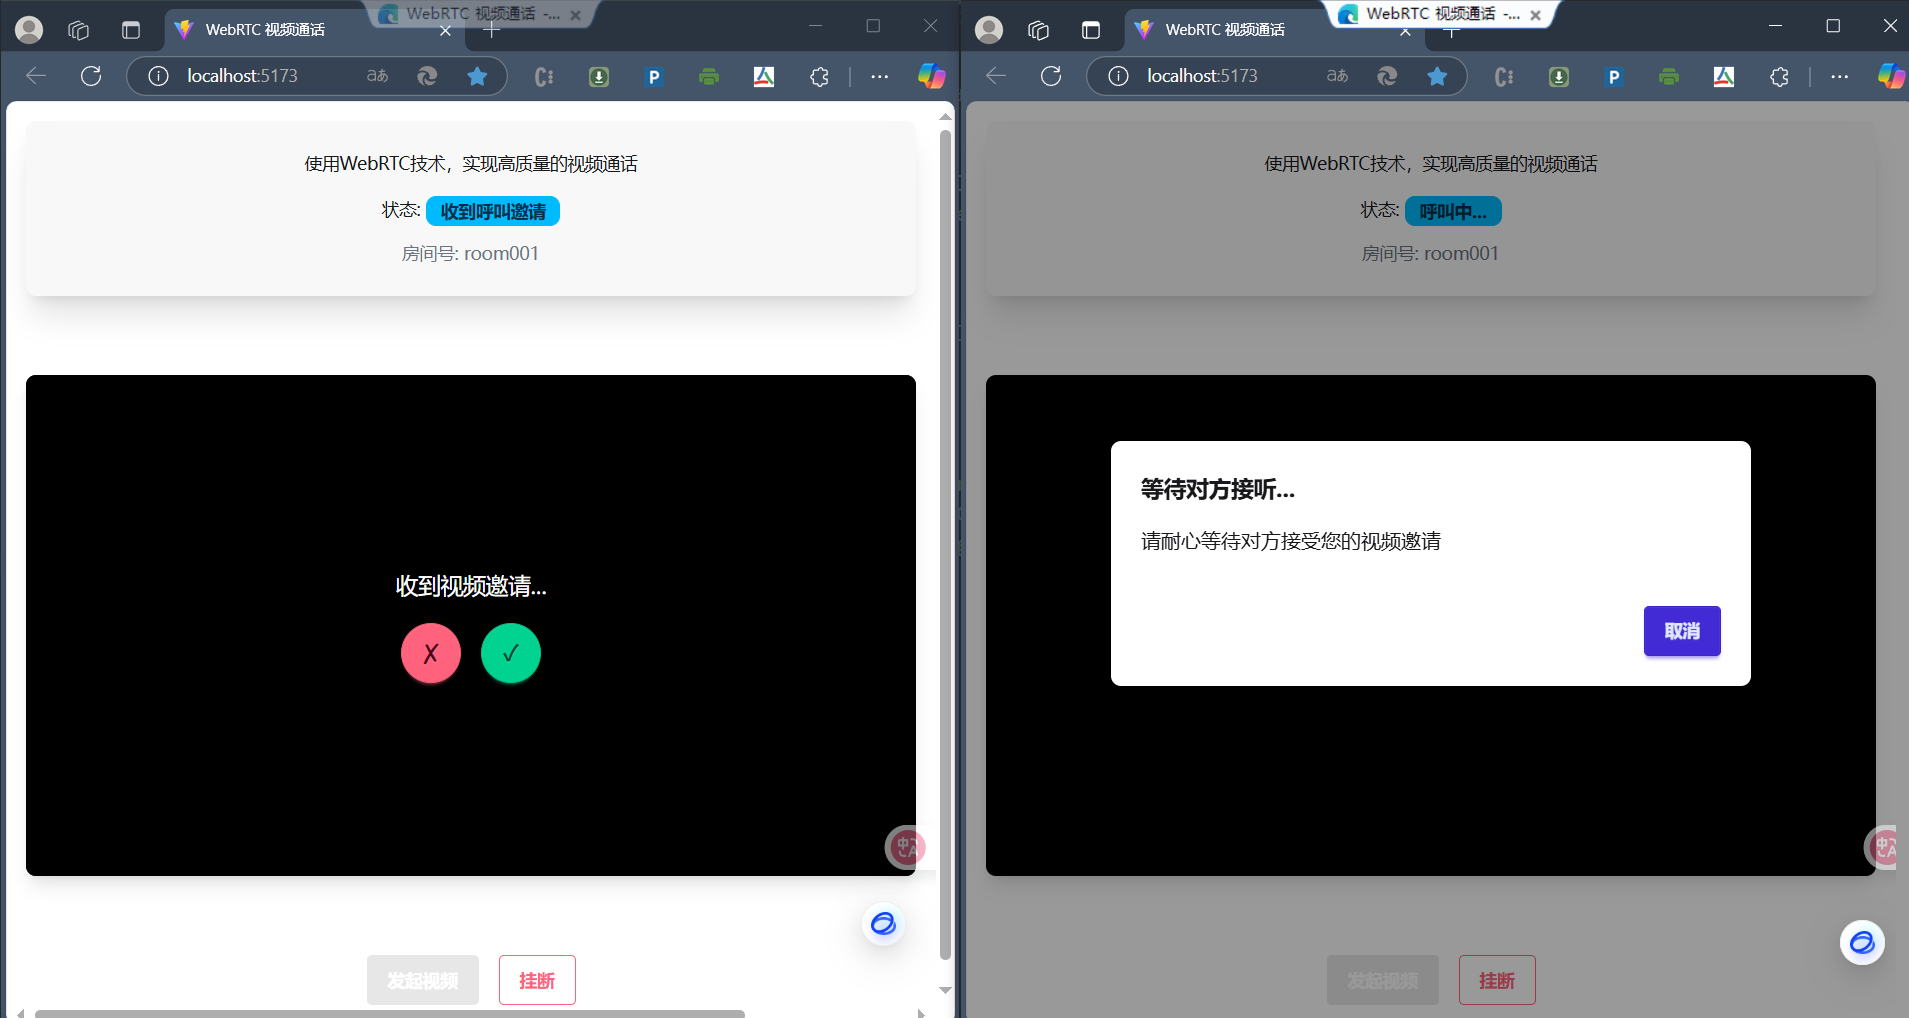 WebRTC 视频通话
WebRTC 视频通话 -...
localhost:5173
使用WebRTC技术，实现高质量的视频通话
状态: 收到呼叫邀请
房间号: room001
收到视频邀请...
✗ ✓
发起视频 挂断
WebRTC 视频通话
WebRTC 视频通话 -...
localhost:5173
使用WebRTC技术，实现高质量的视频通话
状态: 呼叫中...
房间号: room001
等待对方接听...
请耐心等待对方接受您的视频邀请
取消
发起视频 挂断